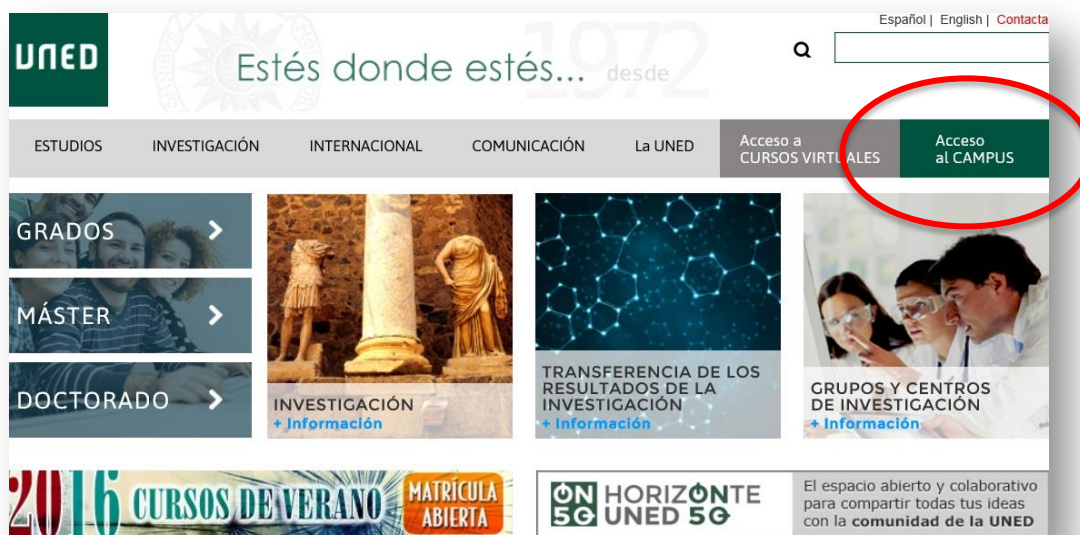 Español | English | Contacta
UNED
Estés donde estés... desde 1972
ESTUDIOS INVESTIGACIÓN INTERNACIONAL COMUNICACIÓN La UNED
Acceso a
CURSOS VIRTUALES
Acceso
al CAMPUS
GRADOS
MÁSTER
DOCTORADO
INVESTIGACIÓN
+ Información
TRANSFERENCIA DE LOS
RESULTADOS DE LA
INVESTIGACIÓN
+ Información
GRUPOS Y CENTROS
DE INVESTIGACIÓN
+ Información
2016 CURSOS DE VERANO
MATRÍCULA
ABIERTA
ON HORIZONTE
5G UNED 5G
El espacio abierto y colaborativo
para compartir todas tus ideas
con la comunidad de la UNED